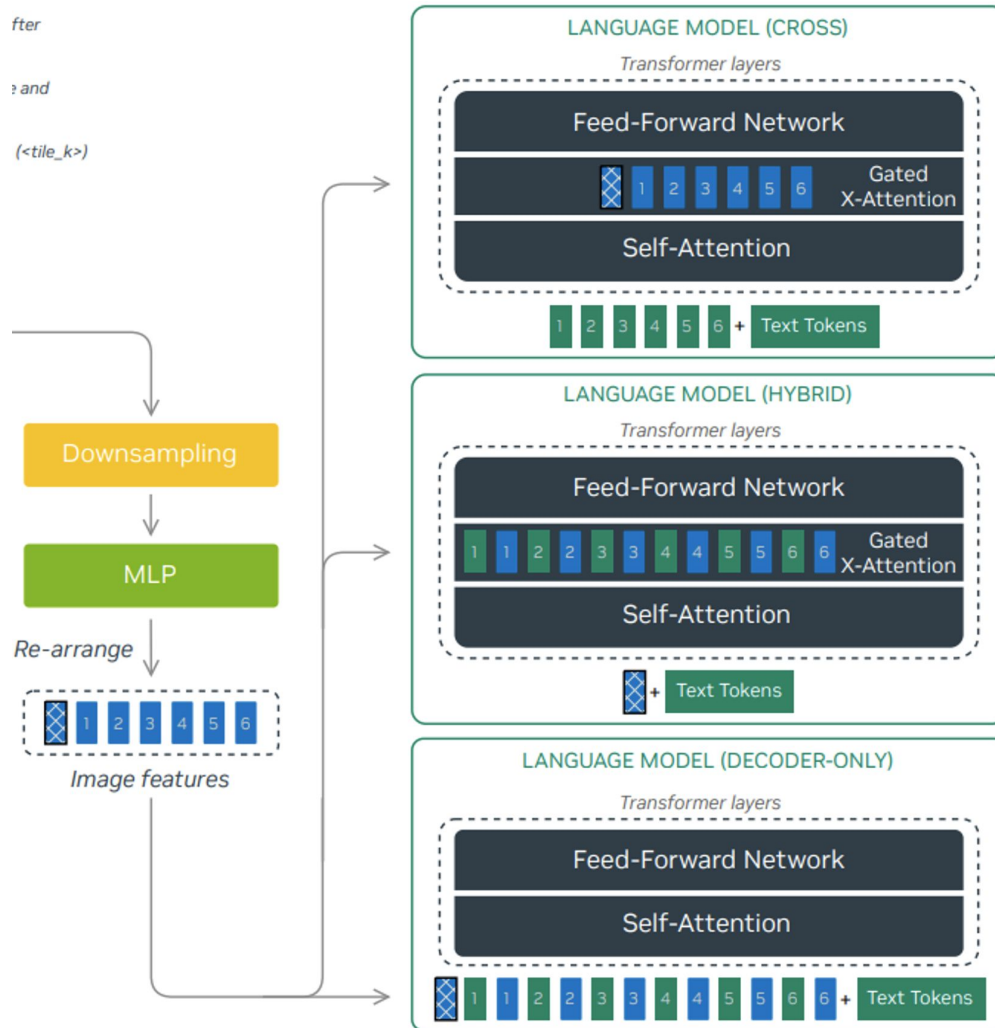 fter
e and
(<tile_k>)
Downsampling
MLP
Re-arrange
1 2 3 4 5 6
Image features
LANGUAGE MODEL (CROSS)
Transformer layers
Feed-Forward Network
1 2 3 4 5 6 Gated
X-Attention
Self-Attention
1 2 3 4 5 6 + Text Tokens
LANGUAGE MODEL (HYBRID)
Transformer layers
Feed-Forward Network
1 1 2 2 3 3 4 4 5 5 6 6 Gated
X-Attention
Self-Attention
+ Text Tokens
LANGUAGE MODEL (DECODER-ONLY)
Transformer layers
Feed-Forward Network
Self-Attention
1 1 2 2 3 3 4 4 5 5 6 6 + Text Tokens